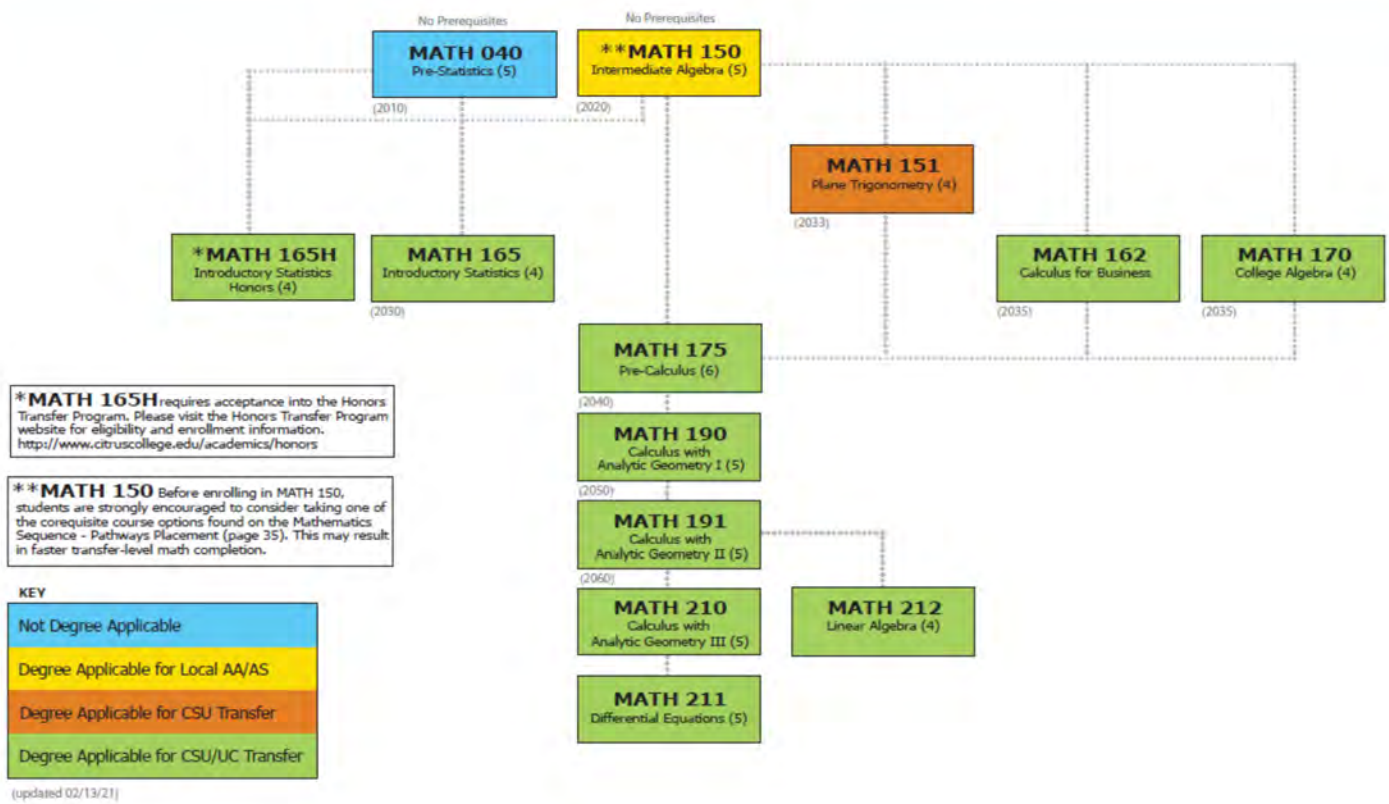 No Prerequisites
No Prerequisites
MATH 040
Pre-Statistics (5)
(2010)
**MATH 150
Intermediate Algebra (5)
(2020)
MATH 151
Plane Trigonometry (4)
(2033)
*MATH 165H
Introductory Statistics
Honors (4)
MATH 165
Introductory Statistics (4)
(2030)
MATH 162
Calculus for Business
(2035)
MATH 170
College Algebra (4)
(2035)
MATH 175
Pre-Calculus (6)
(2040)
*MATH 165H requires acceptance into the Honors
Transfer Program. Please visit the Honors Transfer Program
website for eligibility and enrollment information.
http://www.citruscollege.edu/academics/honors
MATH 190
Calculus with
Analytic Geometry I (5)
(2050)
**MATH 150 Before enrolling in MATH 150,
students are strongly encouraged to consider taking one of
the corequisite course options found on the Mathematics
Sequence - Pathways Placement (page 35). This may result
in faster transfer-level math completion.
MATH 191
Calculus with
Analytic Geometry II (5)
(2060)
MATH 210
Calculus with
Analytic Geometry III (5)
MATH 212
Linear Algebra (4)
MATH 211
Differential Equations (5)
KEY
Not Degree Applicable
Degree Applicable for Local AA/AS
Degree Applicable for CSU Transfer
Degree Applicable for CSU/UC Transfer
(updated 02/13/21)